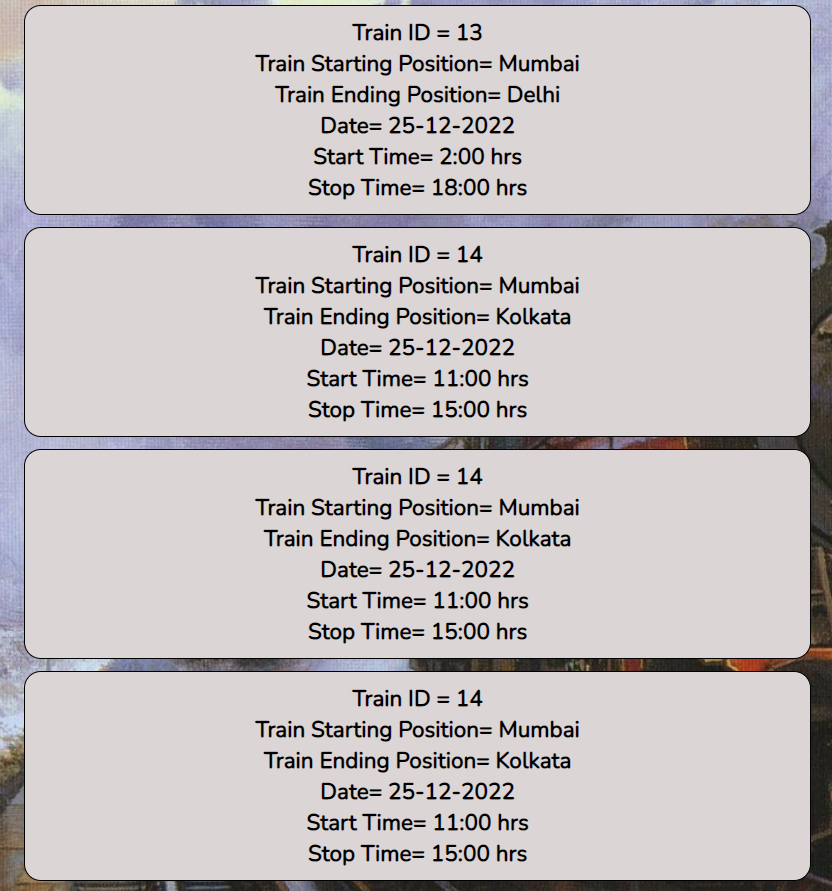 Train ID = 13
Train Starting Position= Mumbai
Train Ending Position= Delhi
Date= 25-12-2022
Start Time= 2:00 hrs
Stop Time= 18:00 hrs
Train ID = 14
Train Starting Position= Mumbai
Train Ending Position= Kolkata
Date= 25-12-2022
Start Time= 11:00 hrs
Stop Time= 15:00 hrs
Train ID = 14
Train Starting Position= Mumbai
Train Ending Position= Kolkata
Date= 25-12-2022
Start Time= 11:00 hrs
Stop Time= 15:00 hrs
Train ID = 14
Train Starting Position= Mumbai
Train Ending Position= Kolkata
Date= 25-12-2022
Start Time= 11:00 hrs
Stop Time= 15:00 hrs